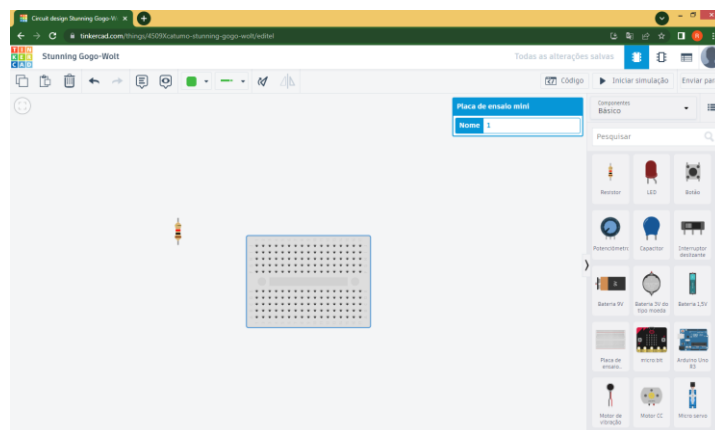 Circuit design Stunning Gogo-W
tinkercad.com/things/4509Xcatumo-stunning-gogo-wolt/editel
TIN
KER
CAD
Stunning Gogo-Wolt
Todas as alterações salvas
Código
Iniciar simulação
Enviar par
Placa de ensaio mini
Nome 1
Componentes
Básico
Pesquisar
Resistor
LED
Botão
Potenciômetr
Capacitor
Interruptor
deslizante
Bateria 9V
Bateria 3V do
tipo moeda
Bateria 1,5V
Placa de
ensaio
micro:bit
Arduino Uno
R3
Motor de
vibração
Motor CC
Micro servo